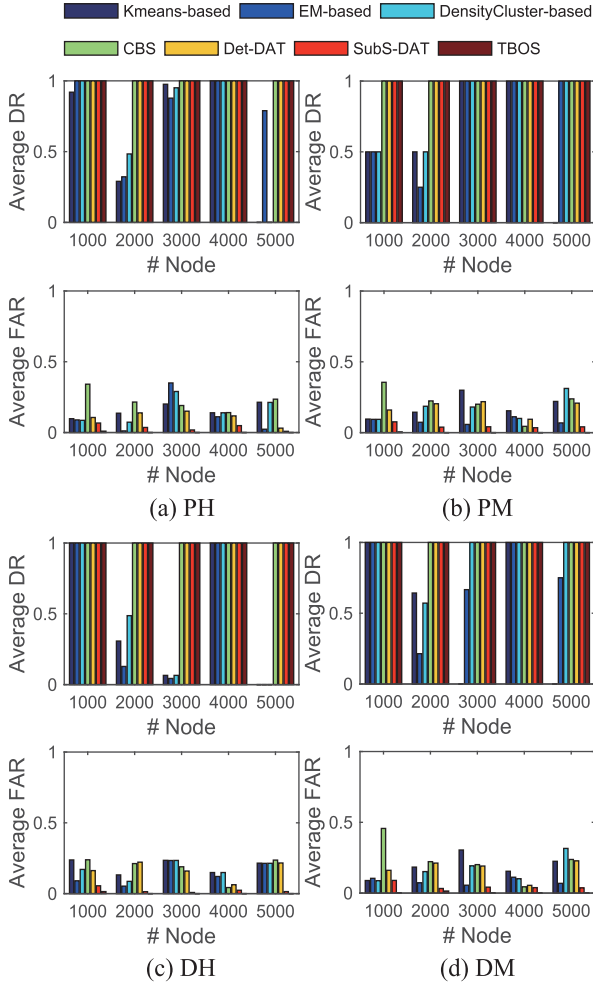 Kmeans-based EM-based DensityCluster-based
CBS Det-DAT SubS-DAT TBOS
Average DR
1
0.5
0
1000 2000 3000 4000 5000
# Node
Average DR
1
0.5
0
1000 2000 3000 4000 5000
# Node
Average FAR
1
0.5
0
1000 2000 3000 4000 5000
# Node
(a) PH
Average FAR
1
0.5
0
1000 2000 3000 4000 5000
# Node
(b) PM
Average DR
1
0.5
0
1000 2000 3000 4000 5000
# Node
Average DR
1
0.5
0
1000 2000 3000 4000 5000
# Node
Average FAR
1
0.5
0
1000 2000 3000 4000 5000
# Node
(c) DH
Average FAR
1
0.5
0
1000 2000 3000 4000 5000
# Node
(d) DM